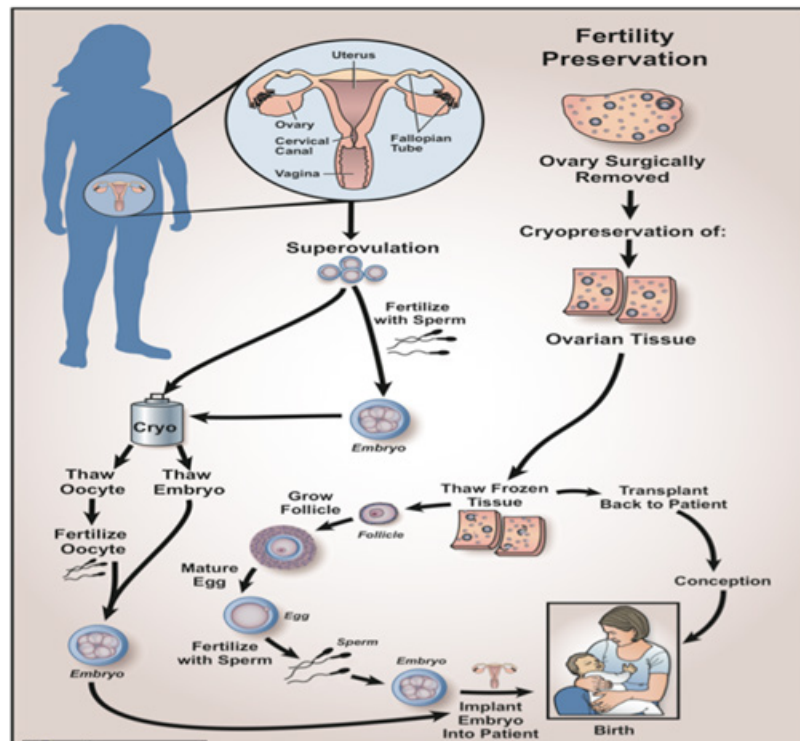 Fertility
Preservation
Uterus
Ovary
Cervical
Canal
Fallopian
Tube
Vagina
Ovary Surgically
Removed
Cryopreservation of:
Ovarian Tissue
Superovulation
Fertilize
with Sperm
Cryo
Embryo
Thaw
Oocyte
Thaw
Embryo
Fertilize
Oocyte
Embryo
Thaw Frozen
Tissue
Transplant
Back to Patient
Grow
Follicle
Follicle
Mature
Egg
Egg
Conception
Fertilize
with Sperm
Sperm
Embryo
Implant
Embryo
Into Patient
Birth